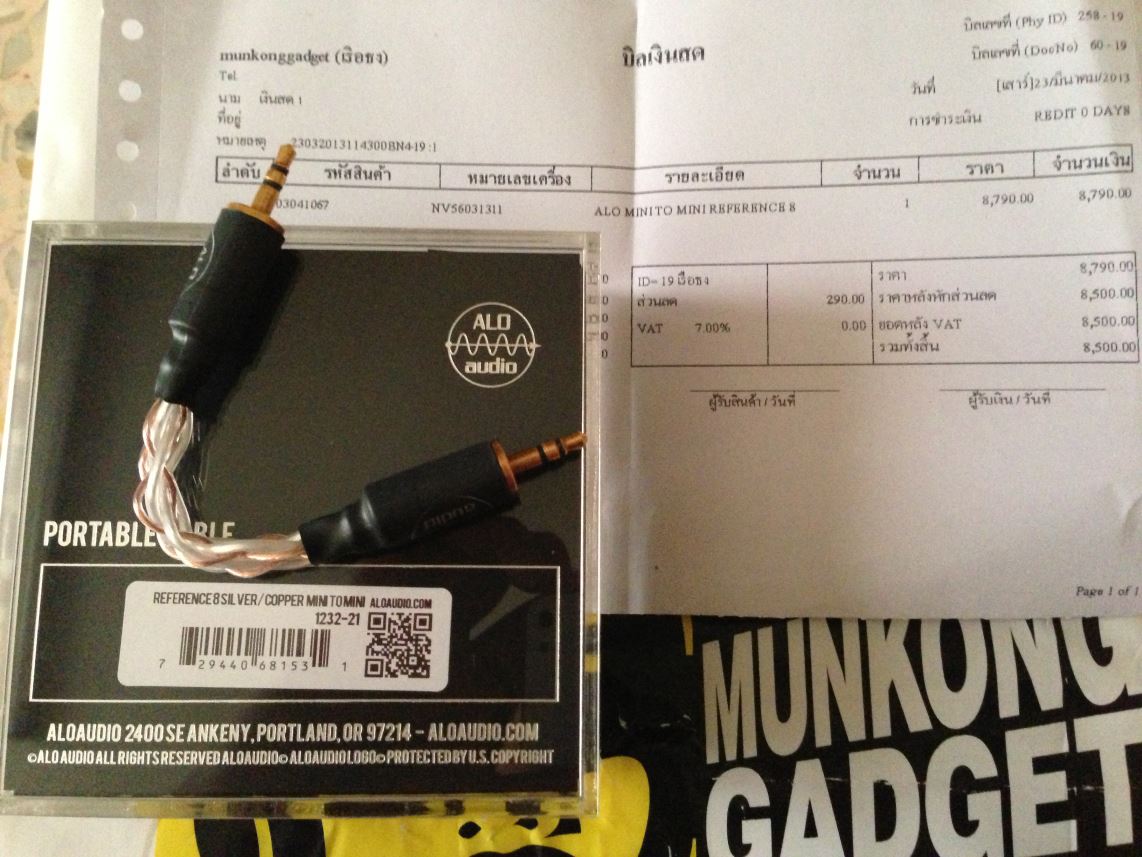 บิลเลขที่ (Phy ID) 258 - 19
munkonggadget (เรือธง)
บิลเงินสด
บิลเลขที่ (DocNo) 60 - 19
Tel
วันที่ [เสาร์]23/มีนาคม/2013
นาม เงินสด 1
ที่อยู่
การชำระเงิน REDIT 0 DAYS
หมายเหตุ 23032013114300BN4-19 :1
ลำดับ รหัสสินค้า หมายเลขเครื่อง รายละเอียด จำนวน ราคา จำนวนเงิน
03041067 NV56031311 ALO MINI TO MINI REFERENCE 8 1 8,790.00 8,790.00
ID= 19 เรือธง ราคา 8,790.00
ส่วนลด 290.00 ราคาหลังหักส่วนลด 8,500.00
VAT 7.00% 0.00 ยอดหลัง VAT 8,500.00
รวมทั้งสิ้น 8,500.00
ผู้รับสินค้า / วันที่ ผู้รับเงิน / วันที่
Page 1 of 1
ALO
audio
ALO
audio
PORTABLE
REFERENCE 8 SILVER/COPPER MINI TO MINI ALOAUDIO.COM
1232-21
7 29440 68153 1
ALOAUDIO 2400 SE ANKENY, PORTLAND, OR 97214 - ALOAUDIO.COM
©ALO AUDIO ALL RIGHTS RESERVED ALOAUDIO© ALOAUDIO LOGO© PROTECTED BY U.S. COPYRIGHT
MUNKONG
GADGET